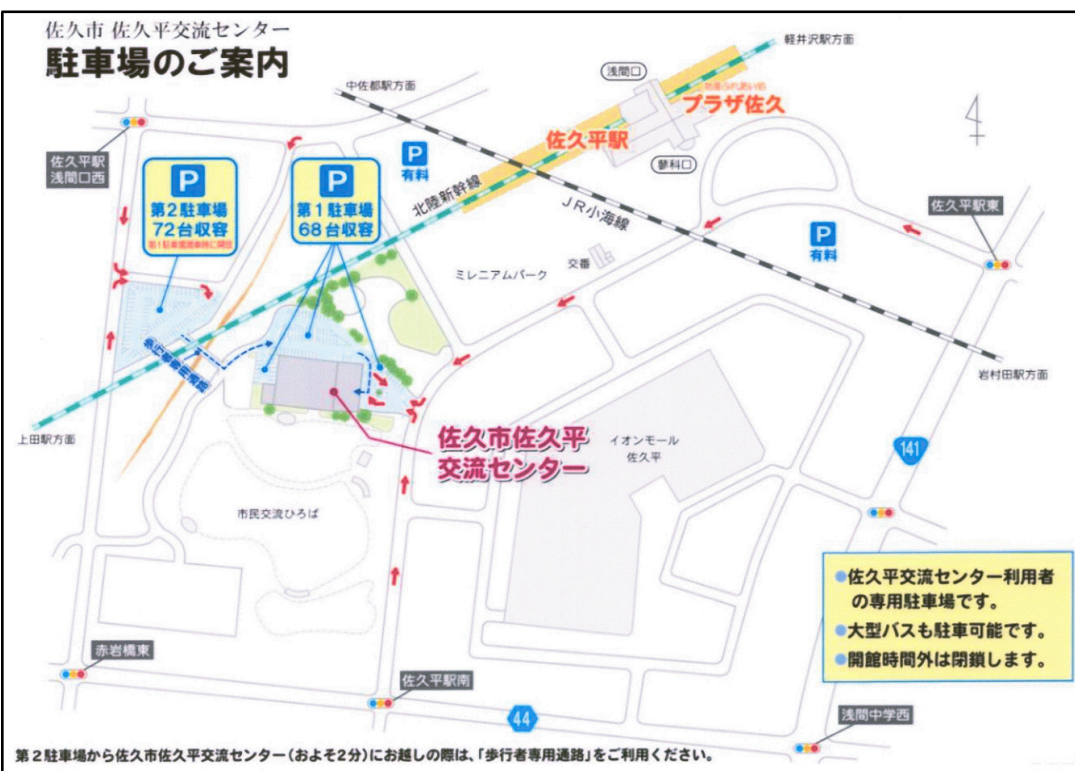 佐久市 佐久平交流センター
駐車場のご案内
軽井沢駅方面
浅間口
中佐都駅方面
プラザ佐久
佐久平駅
佐久平駅
浅間口西
P
有料
蓼科口
P
第2駐車場
72台収容
P
第1駐車場
68台収容
北陸新幹線
JR小海線
佐久平駅東
P
有料
交番
ミレニアムパーク
歩行者専用通路
岩村田駅方面
上田駅方面
佐久市佐久平
交流センター
イオンモール
佐久平
141
市民交流ひろば
佐久平交流センター利用者
の専用駐車場です。
大型バスも駐車可能です。
開館時間外は閉鎖します。
赤岩橋東
佐久平駅南
44
浅間中学西
第2駐車場から佐久市佐久平交流センター(およそ2分)にお越しの際は、「歩行者専用通路」をご利用ください。